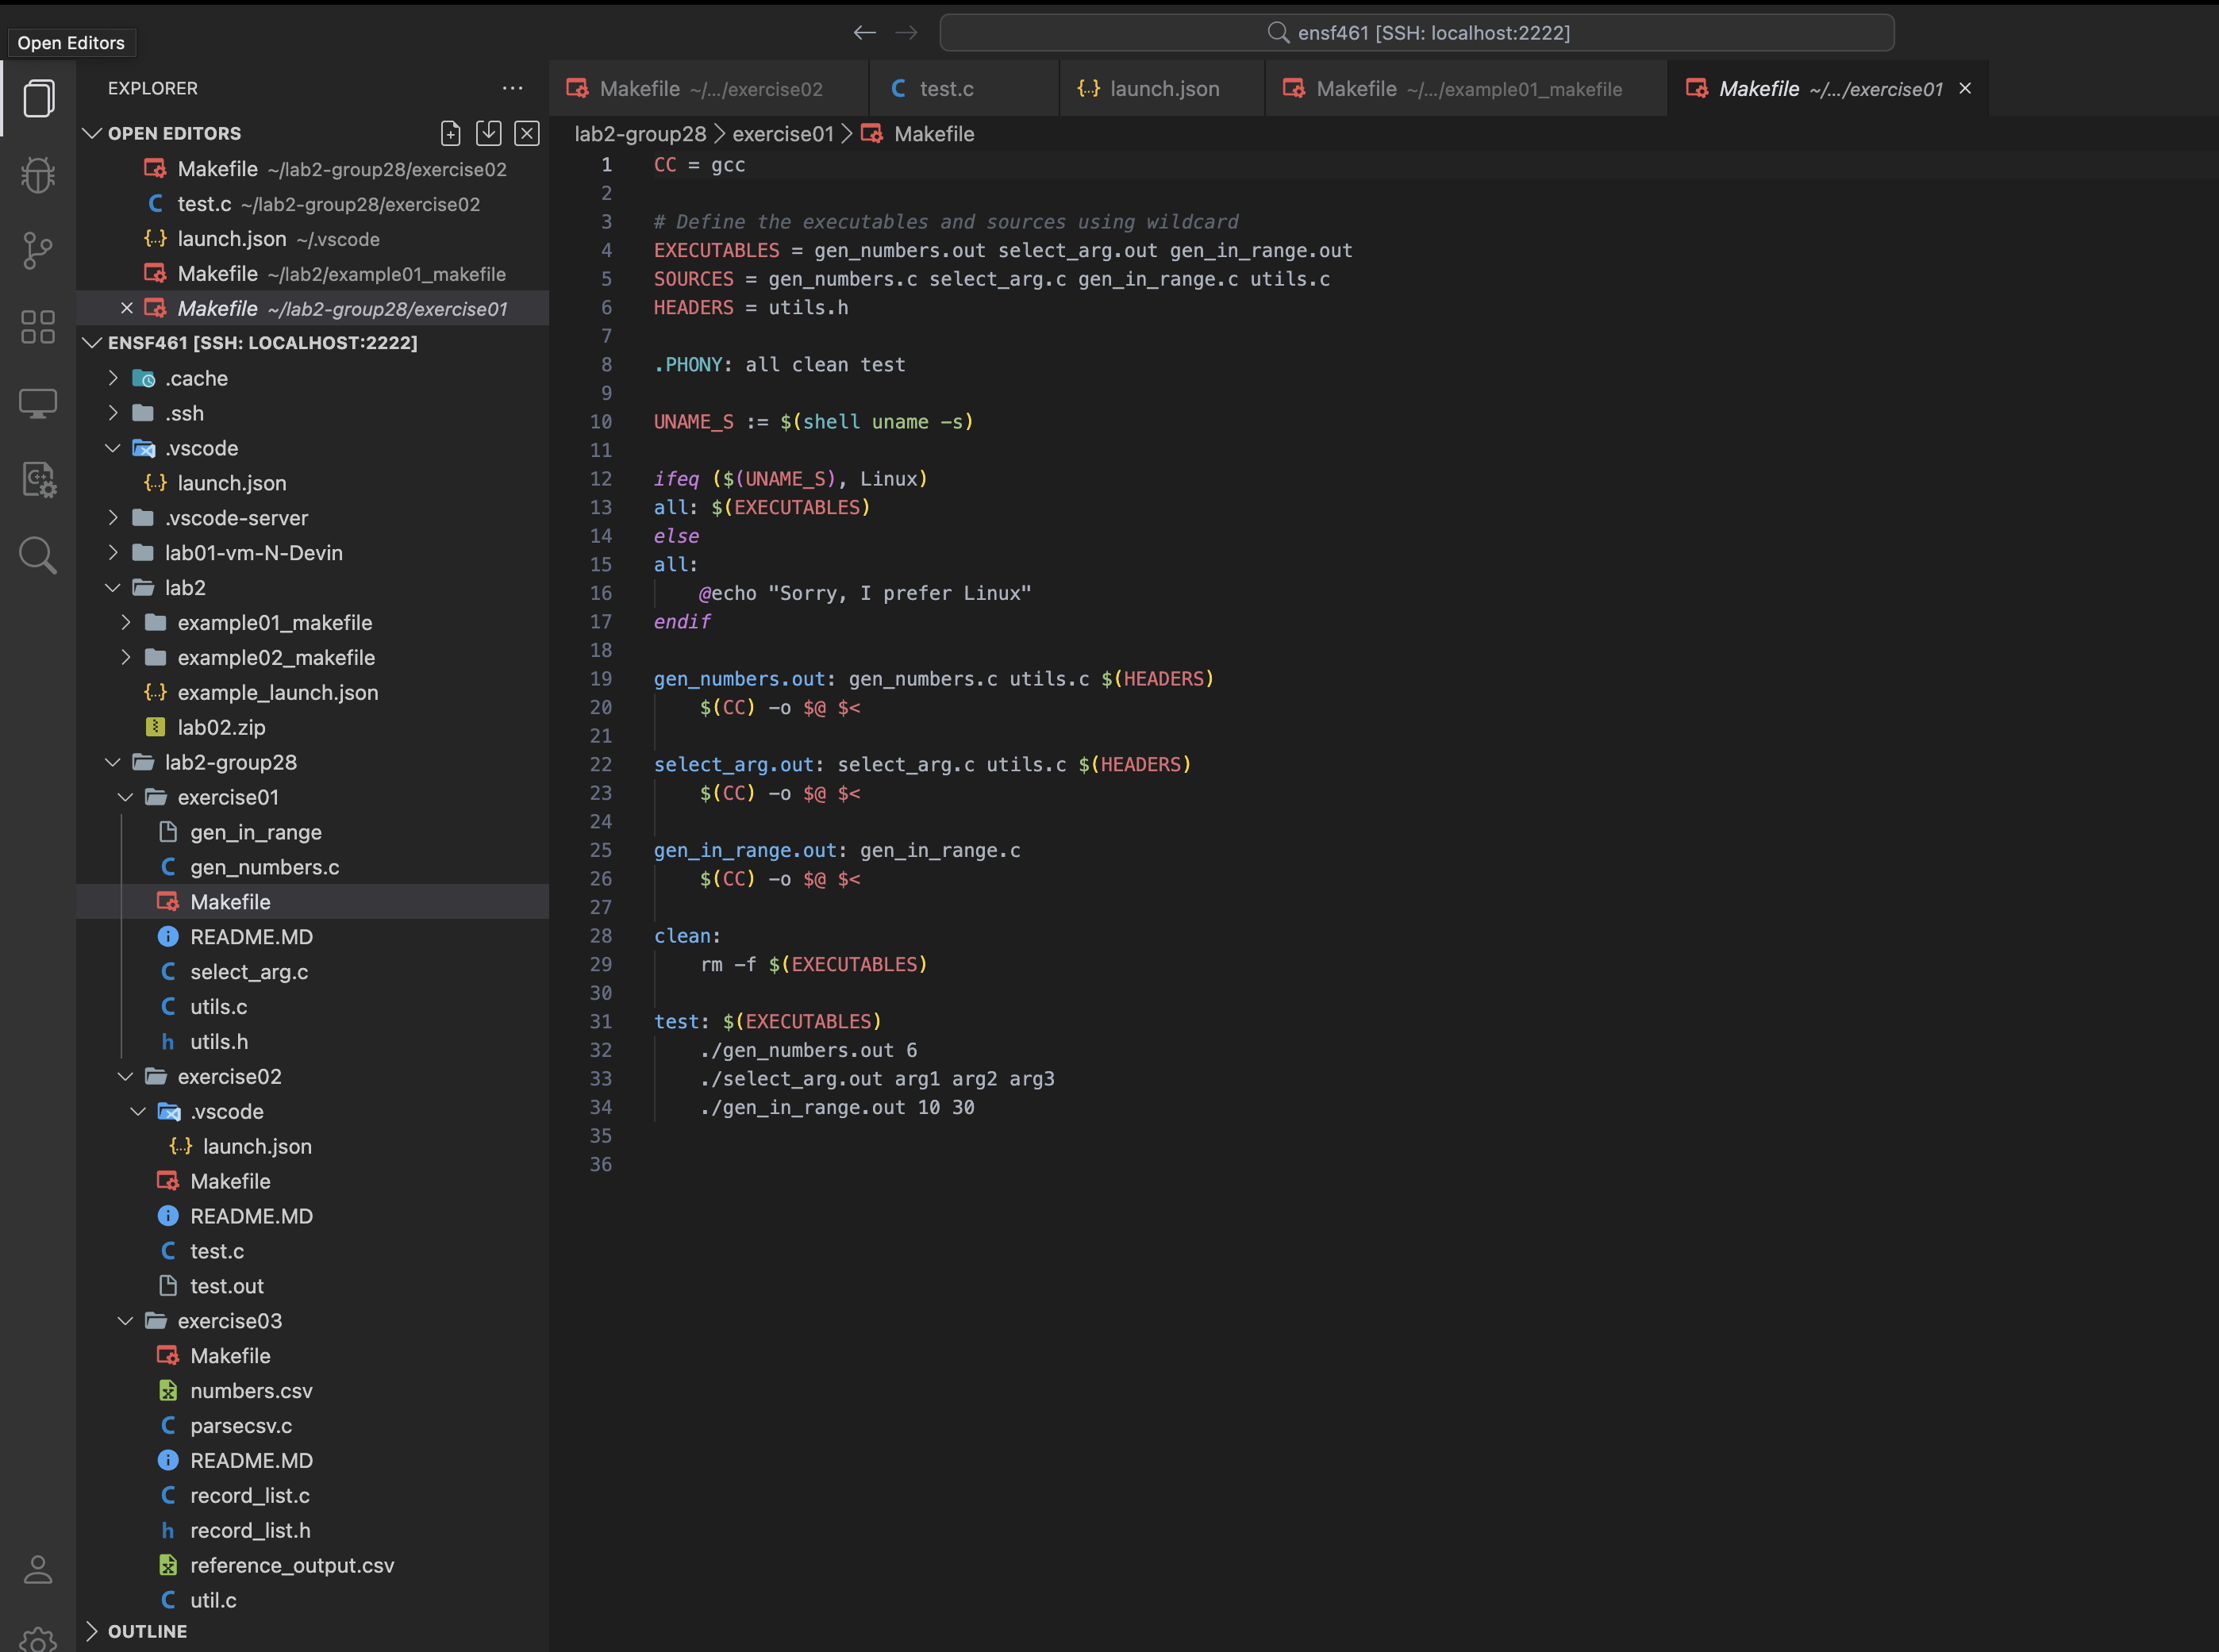 ensf461 [SSH: localhost:2222]
Open Editors
EXPLORER
OPEN EDITORS
Makefile ~/lab2-group28/exercise02
test.c ~/lab2-group28/exercise02
launch.json ~/.vscode
Makefile ~/lab2/example01_makefile
Makefile ~/lab2-group28/exercise01
ENSF461 [SSH: LOCALHOST:2222]
.cache
.ssh
.vscode
launch.json
.vscode-server
lab01-vm-N-Devin
lab2
example01_makefile
example02_makefile
example_launch.json
lab02.zip
lab2-group28
exercise01
gen_in_range
gen_numbers.c
Makefile
README.MD
select_arg.c
utils.c
utils.h
exercise02
.vscode
launch.json
Makefile
README.MD
test.c
test.out
exercise03
Makefile
numbers.csv
parsecsv.c
README.MD
record_list.c
record_list.h
reference_output.csv
util.c
OUTLINE
Makefile ~/.../exercise02
test.c
launch.json
Makefile ~/.../example01_makefile
Makefile ~/.../exercise01
lab2-group28 > exercise01 > Makefile
1 CC = gcc
2
3 # Define the executables and sources using wildcard
4 EXECUTABLES = gen_numbers.out select_arg.out gen_in_range.out
5 SOURCES = gen_numbers.c select_arg.c gen_in_range.c utils.c
6 HEADERS = utils.h
7
8 .PHONY: all clean test
9
10 UNAME_S := $(shell uname -s)
11
12 ifeq ($(UNAME_S), Linux)
13 all: $(EXECUTABLES)
14 else
15 all:
16 @echo "Sorry, I prefer Linux"
17 endif
18
19 gen_numbers.out: gen_numbers.c utils.c $(HEADERS)
20 $(CC) -o $@ $<
21
22 select_arg.out: select_arg.c utils.c $(HEADERS)
23 $(CC) -o $@ $<
24
25 gen_in_range.out: gen_in_range.c
26 $(CC) -o $@ $<
27
28 clean:
29 rm -f $(EXECUTABLES)
30
31 test: $(EXECUTABLES)
32 ./gen_numbers.out 6
33 ./select_arg.out arg1 arg2 arg3
34 ./gen_in_range.out 10 30
35
36